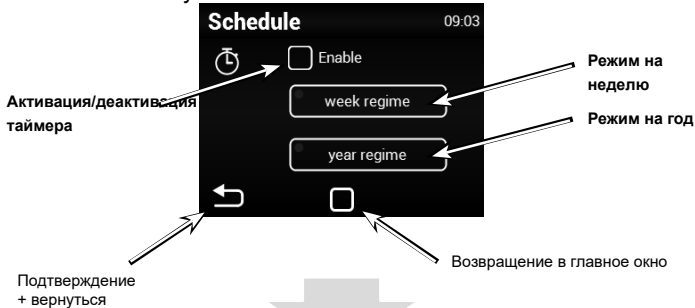 Schedule 09:03
Enable
Режим на
неделю
week regime
Активация/деактивация
таймера
Режим на год
year regime
Возвращение в главное окно
Подтверждение
+ вернуться